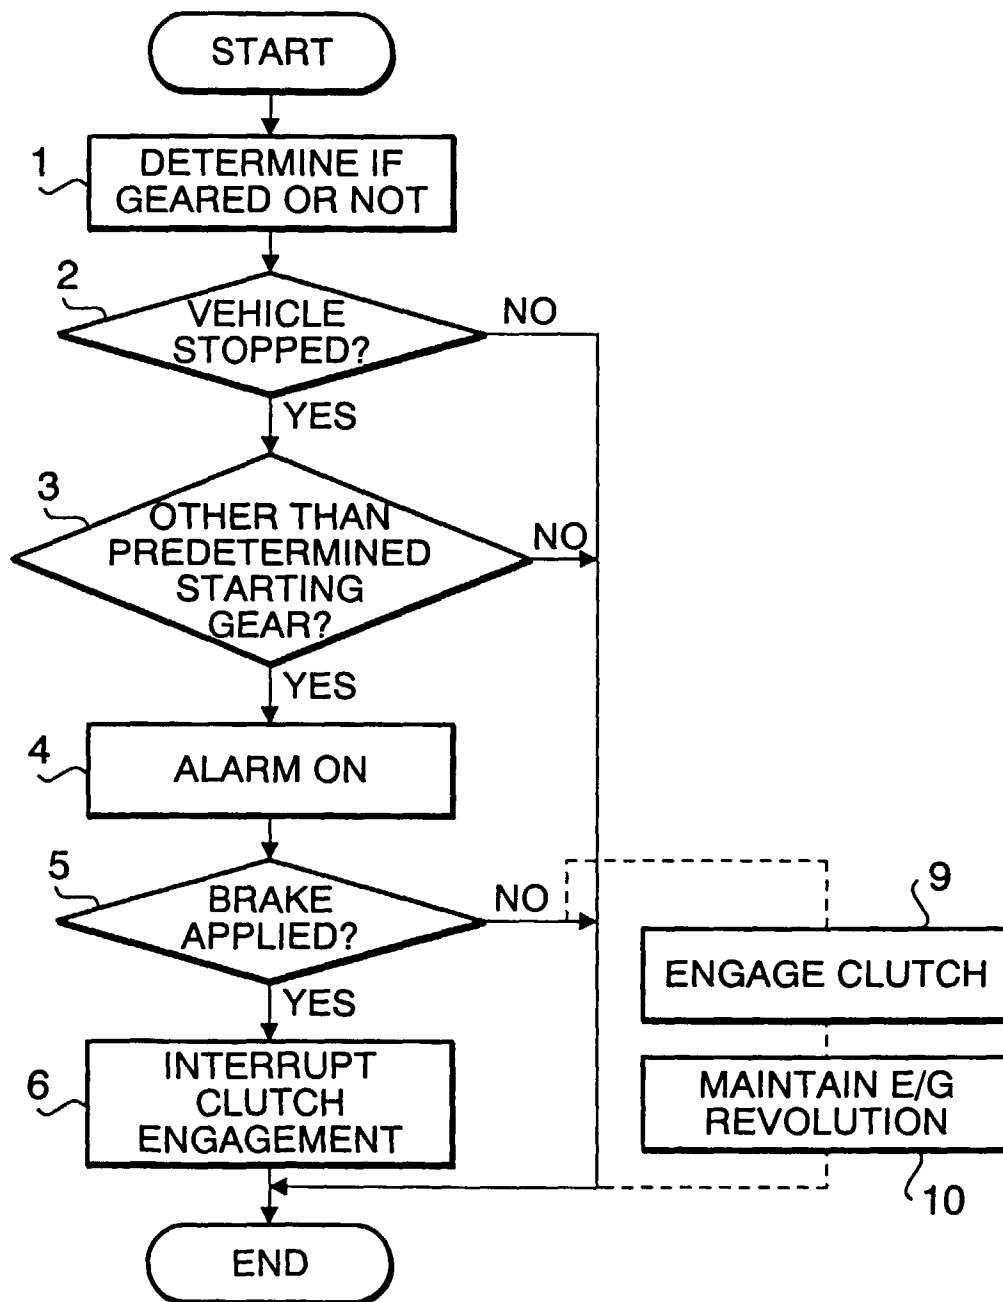 START
1
DETERMINE IF
GEARED OR NOT
2
VEHICLE
STOPPED?
NO
YES
3
OTHER THAN
PREDETERMINED
STARTING
GEAR?
NO
YES
4
ALARM ON
5
BRAKE
APPLIED?
NO
YES
9
ENGAGE CLUTCH
6
INTERRUPT
CLUTCH
ENGAGEMENT
MAINTAIN E/G
REVOLUTION
10
END